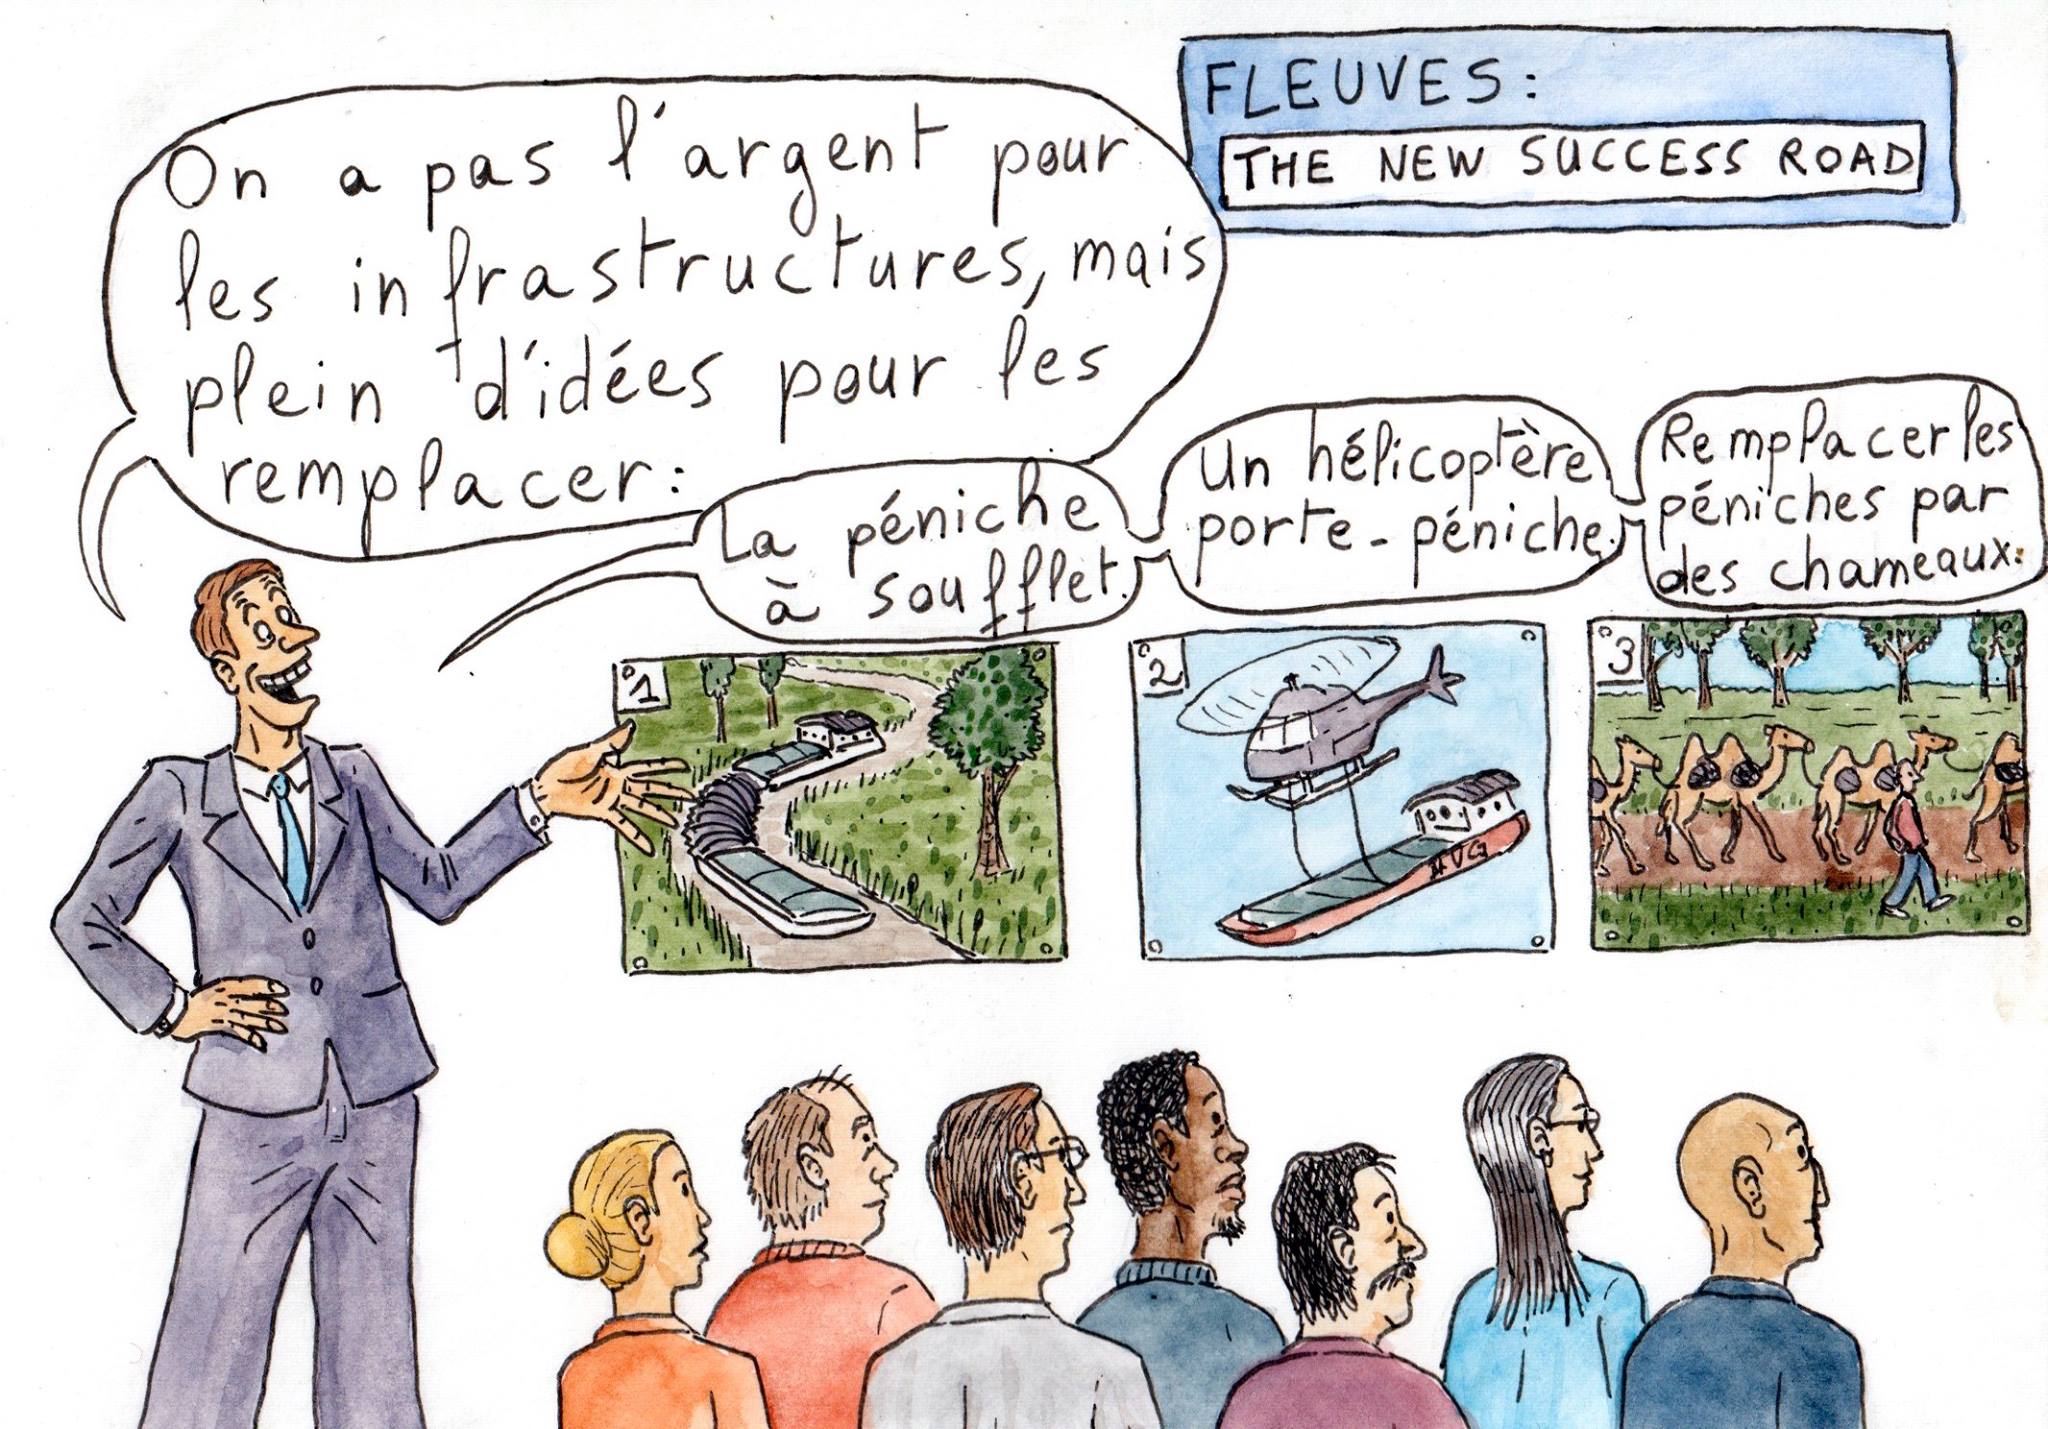 FLEUVES:
THE NEW SUCCESS ROAD
On a pas l'argent pour
les infrastructures, mais
plein d'idées pour les
remplacer:
La péniche
à soufflet.
Un hélicoptère
porte-péniche.
Remplacer les
péniches par
des chameaux.
1
2
3